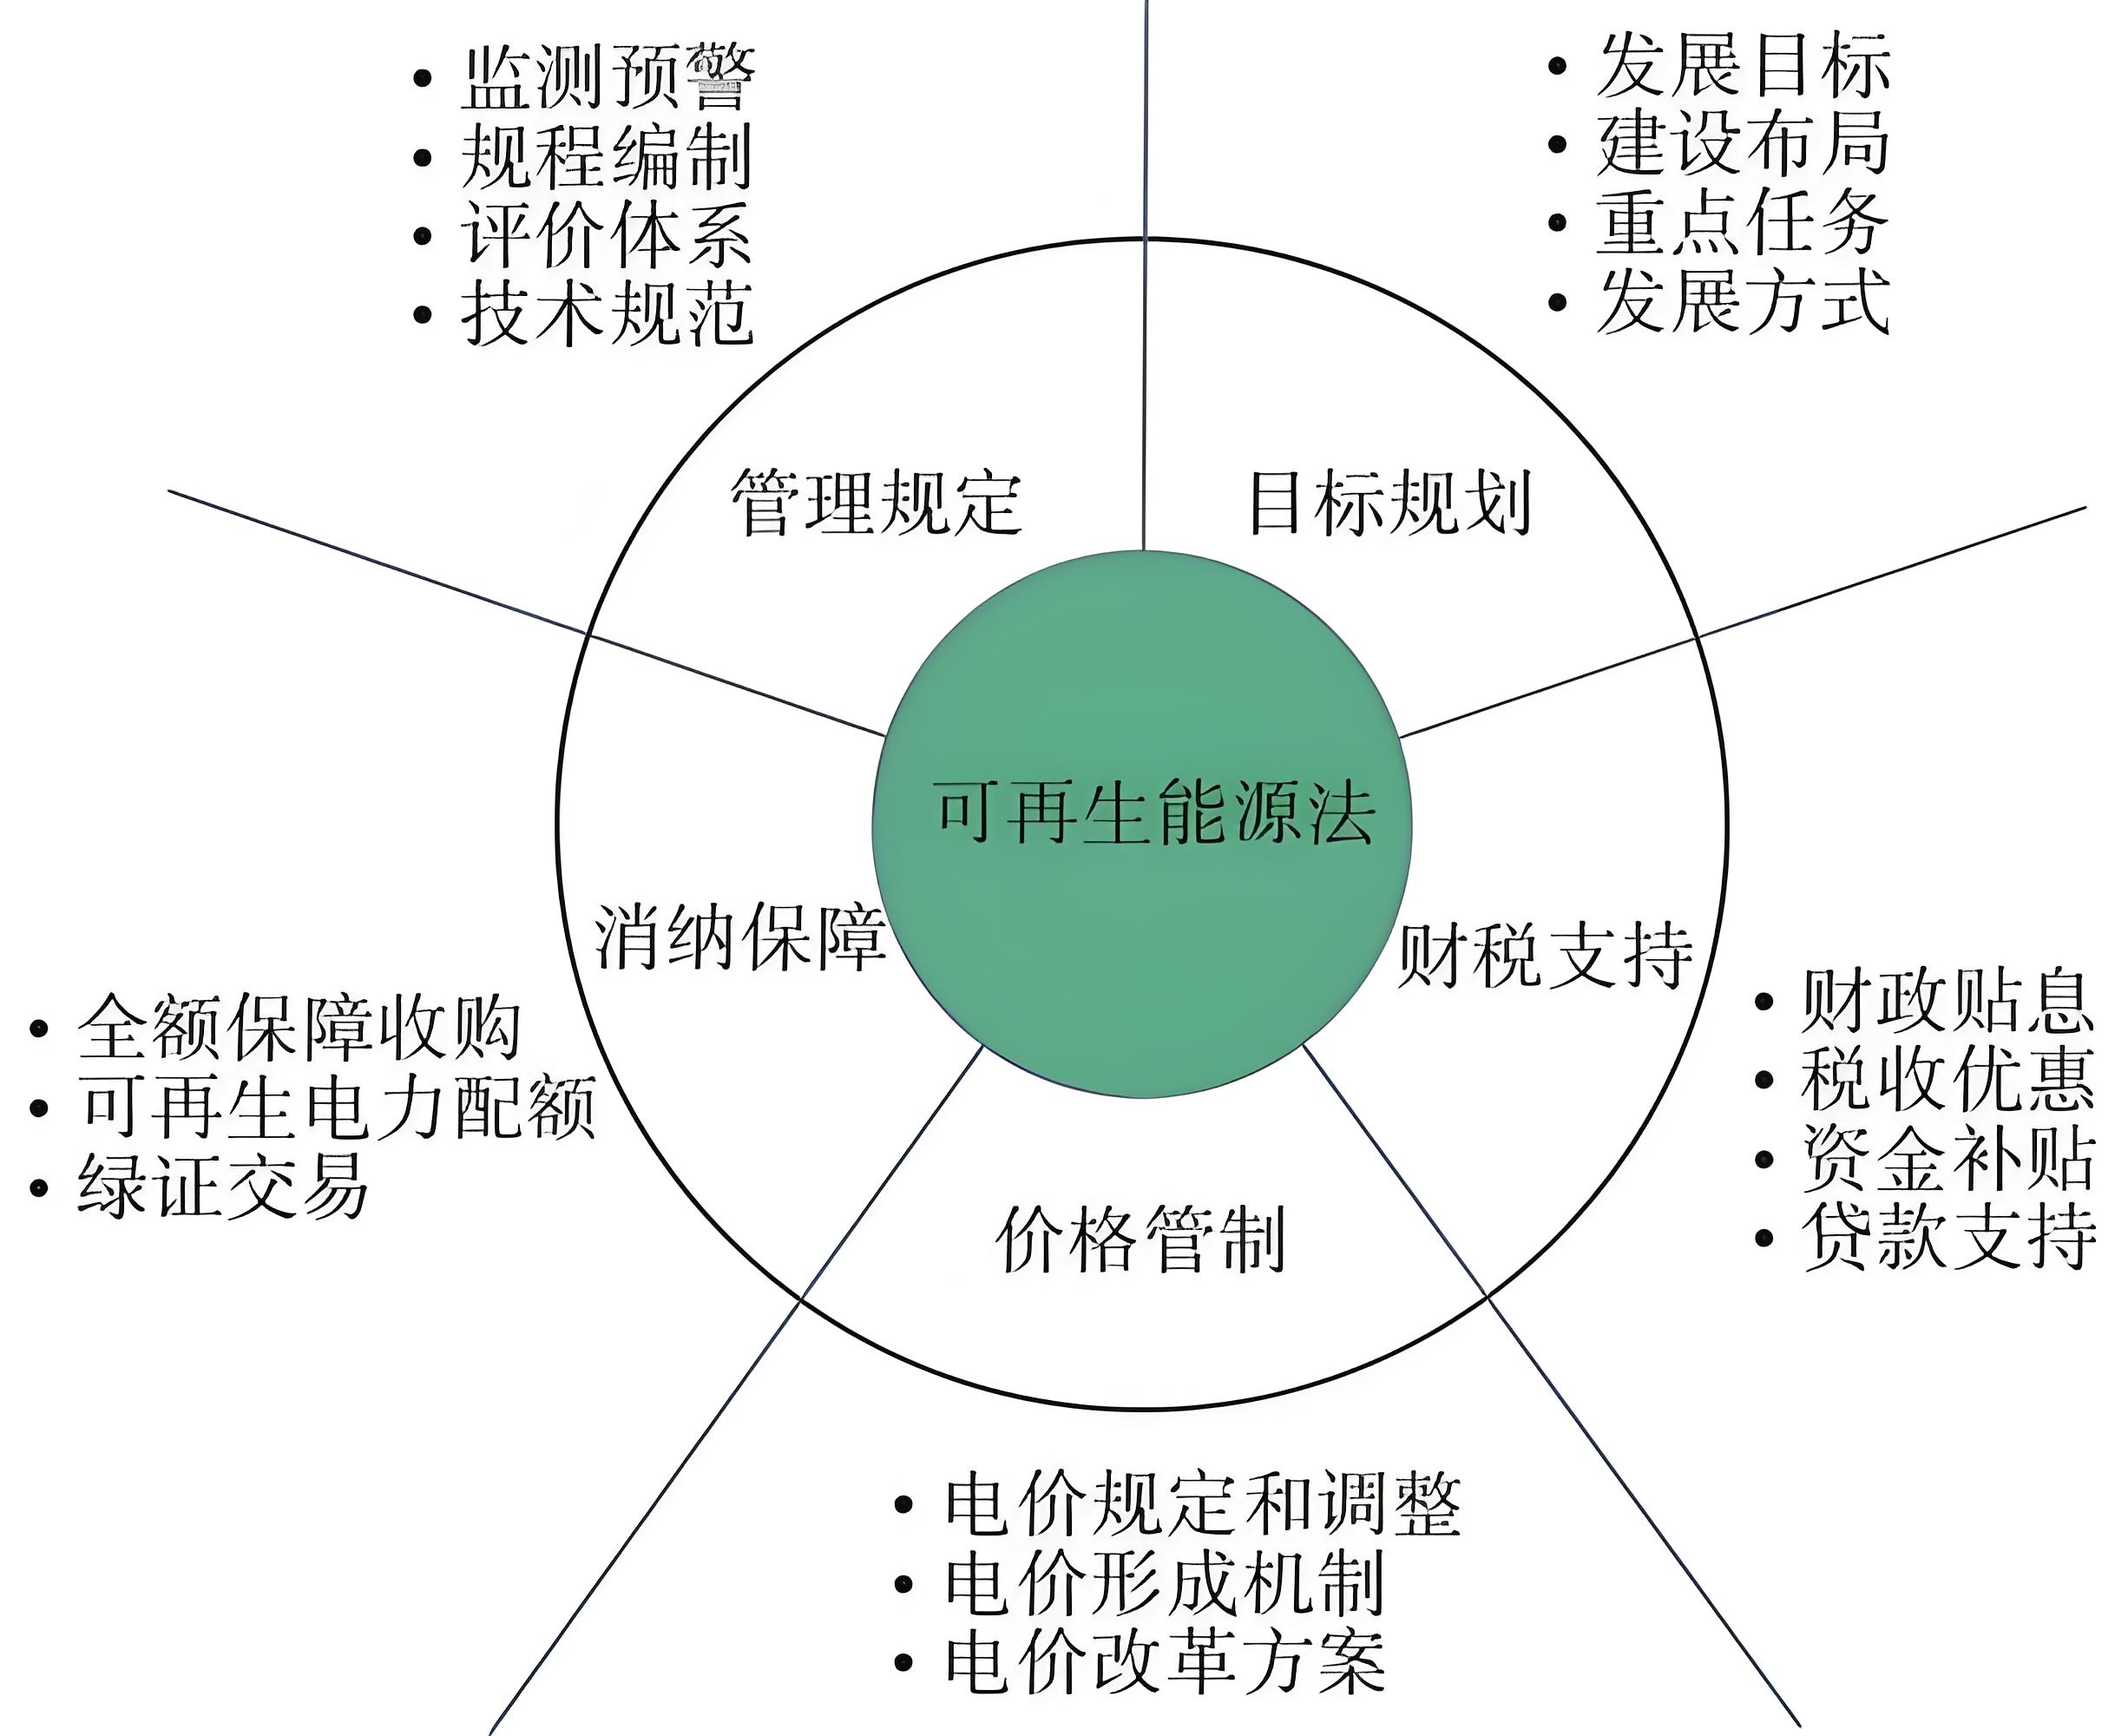 • 监测预警
• 规程编制
• 评价体系
• 技术规范
• 发展目标
• 建设布局
• 重点任务
• 发展方式
管理规定
目标规划
可再生能源法
消纳保障
财税支持
• 全额保障收购
• 可再生电力配额
• 绿证交易
• 财政贴息
• 税收优惠
• 资金补贴
• 贷款支持
价格管制
• 电价规定和调整
• 电价形成机制
• 电价改革方案